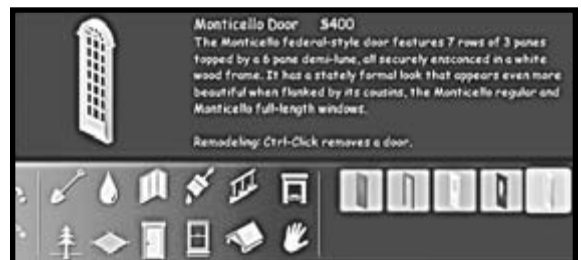 Monticello Door $400
The Monticello federal-style door features 7 rows of 3 panes
topped by a 6 pane demi-lune, all securely ensconced in a white
wood frame. It has a stately formal look that appears even more
beautiful when flanked by its cousins, the Monticello regular and
Monticello full-length windows.
Remodeling: Ctrl-Click removes a door.